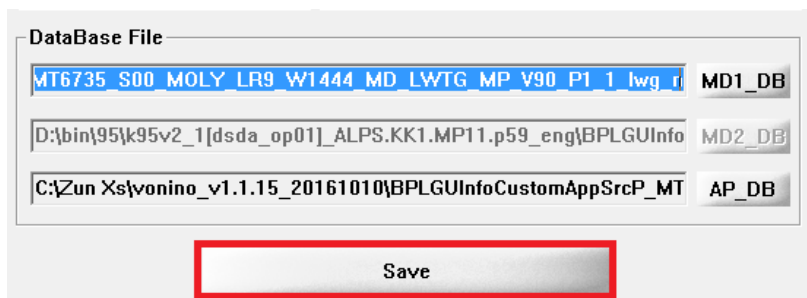 DataBase File
MT6735_S00_MOLY_LR9_W1444_MD_LWTG_MP_V90_P1_1_lwg_n MD1_DB
D:\bin\95\k95v2_1[dsda_op01]_ALPS.KK1.MP11.p59_eng\BPLGUInfo MD2_DB
C:\Zun Xs\vonino_v1.1.15_20161010\BPLGUInfoCustomAppSrcP_MT AP_DB
Save